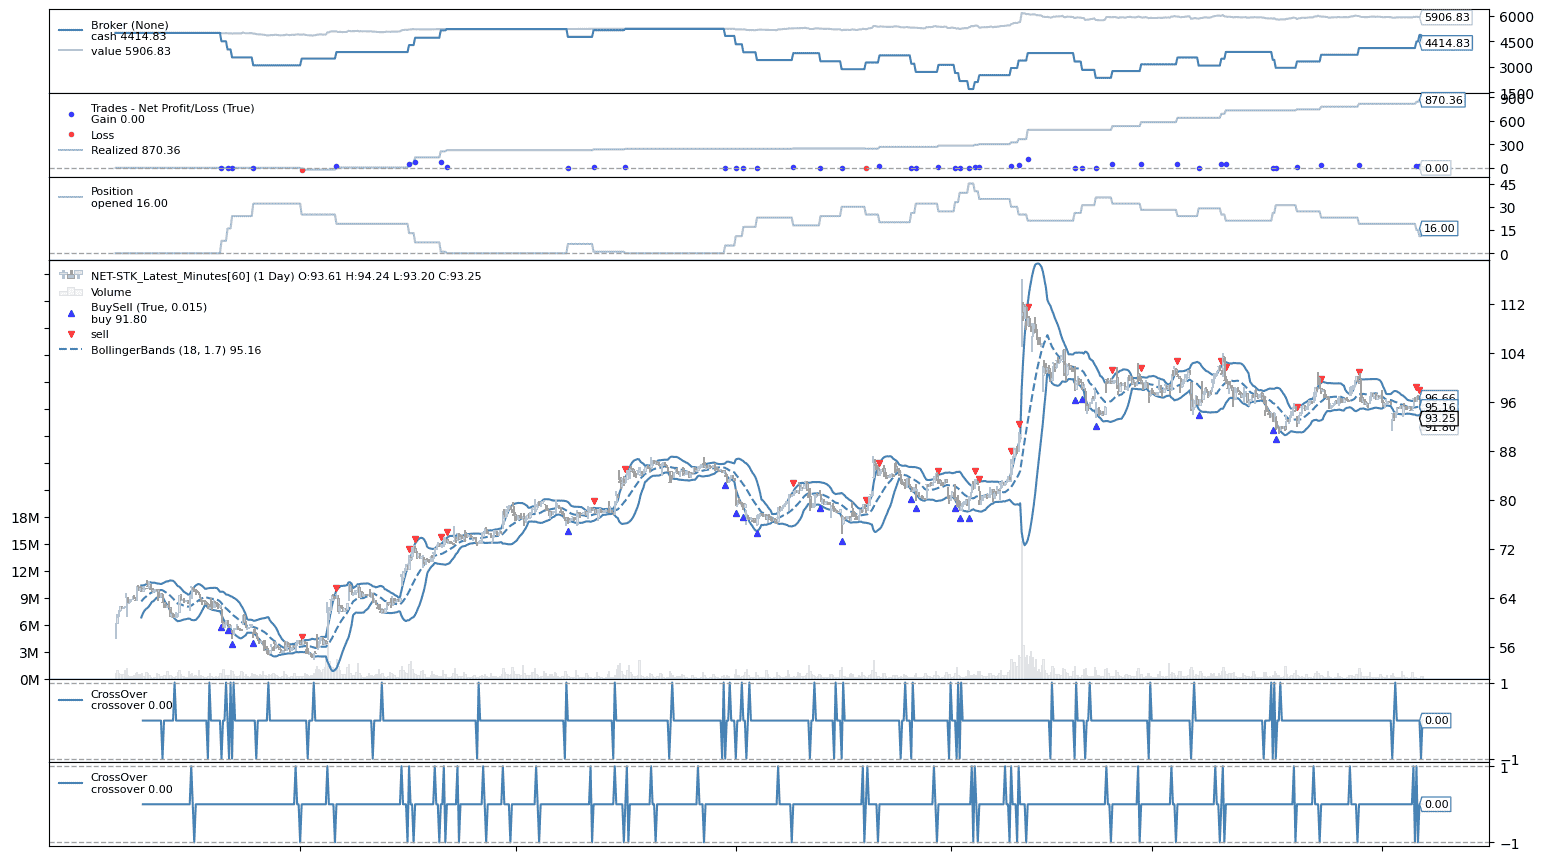 Broker (None)
cash 4414.83
value 5906.83
5906.83
4414.83
6000
4500
3000
1500
Trades - Net Profit/Loss (True)
Gain 0.00
Loss
Realized 870.36
870.36
0.00
900
600
300
0
Position
opened 16.00
16.00
45
30
15
0
NET-STK_Latest_Minutes[60] (1 Day) O:93.61 H:94.24 L:93.20 C:93.25
Volume
BuySell (True, 0.015)
buy 91.80
sell
BollingerBands (18, 1.7) 95.16
96.66
95.16
93.25
91.80
112
104
96
88
80
72
64
56
18M
15M
12M
9M
6M
3M
0M
CrossOver
crossover 0.00
0.00
1
−1
CrossOver
crossover 0.00
0.00
1
−1